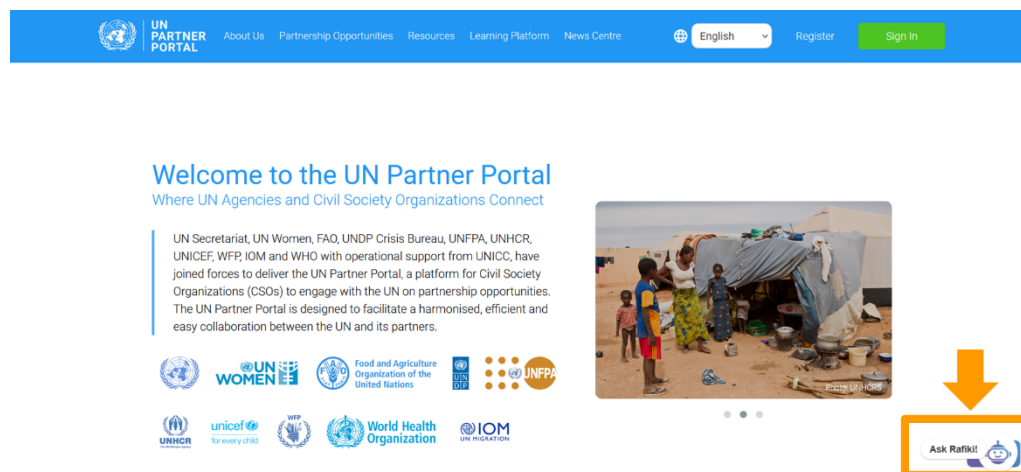 UN
PARTNER
PORTAL
About Us Partnership Opportunities Resources Learning Platform News Centre
English
Register
Sign In
Welcome to the UN Partner Portal
Where UN Agencies and Civil Society Organizations Connect
UN Secretariat, UN Women, FAO, UNDP Crisis Bureau, UNFPA, UNHCR,
UNICEF, WFP, IOM and WHO with operational support from UNICC, have
joined forces to deliver the UN Partner Portal, a platform for Civil Society
Organizations (CSOs) to engage with the UN on partnership opportunities.
The UN Partner Portal is designed to facilitate a harmonised, efficient and
easy collaboration between the UN and its partners.
Photo: UNHCRS
UN
WOMEN
FAO
Food and Agriculture
Organization of the
United Nations
UN
DP
UNFPA
UNHCR
unicef
for every child
WFP
World Health
Organization
IOM
UN MIGRATION
Ask Rafiki!